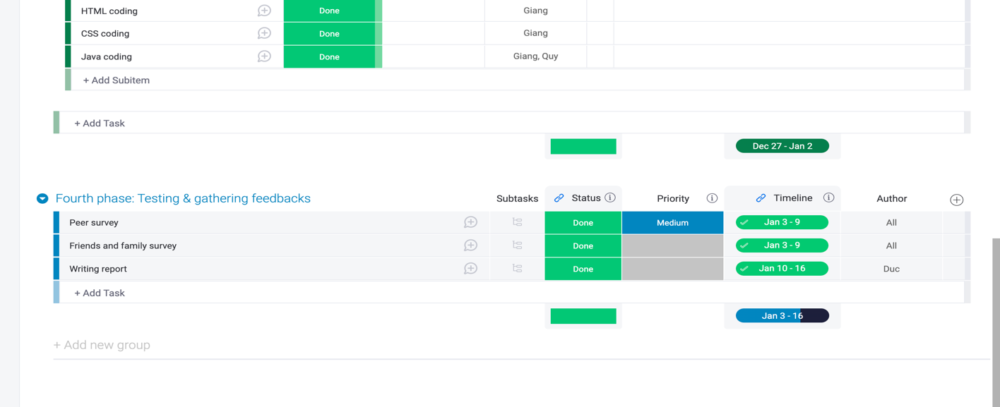 HTML coding Done Giang
CSS coding Done Giang
Java coding Done Giang, Quy
+ Add Subitem
+ Add Task
Dec 27 - Jan 2
Fourth phase: Testing & gathering feedbacks Subtasks Status Priority Timeline Author
Peer survey Done Medium Jan 3 - 9 All
Friends and family survey Done Jan 3 - 9 All
Writing report Done Jan 10 - 16 Duc
+ Add Task
Jan 3 - 16
+ Add new group